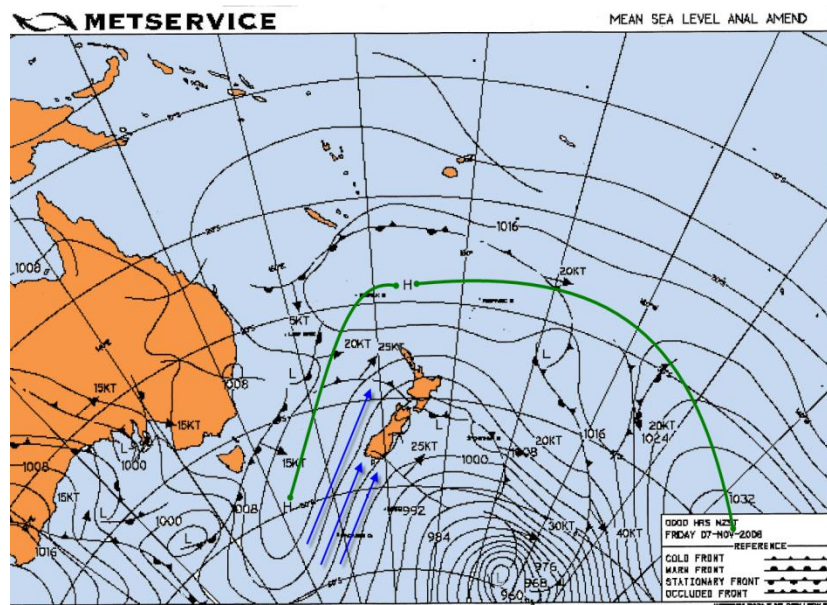 METSERVICE
MEAN SEA LEVEL ANAL AMEND
1008
1016
20KT
H
5KT
20KT
25KT
L
L
1008
15KT
15KT
L
1000
1008
15KT
1016
L
1000
L
1008
15KT
H
L
25KT
1000
1008
20KT
1016
20KT
1024
992
984
976
968
960
L
30KT
40KT
1032
0000 HRS NZST
FRIDAY 07-NOV-2008
REFERENCE
COLD FRONT
WARM FRONT
STATIONARY FRONT
OCCLUDED FRONT